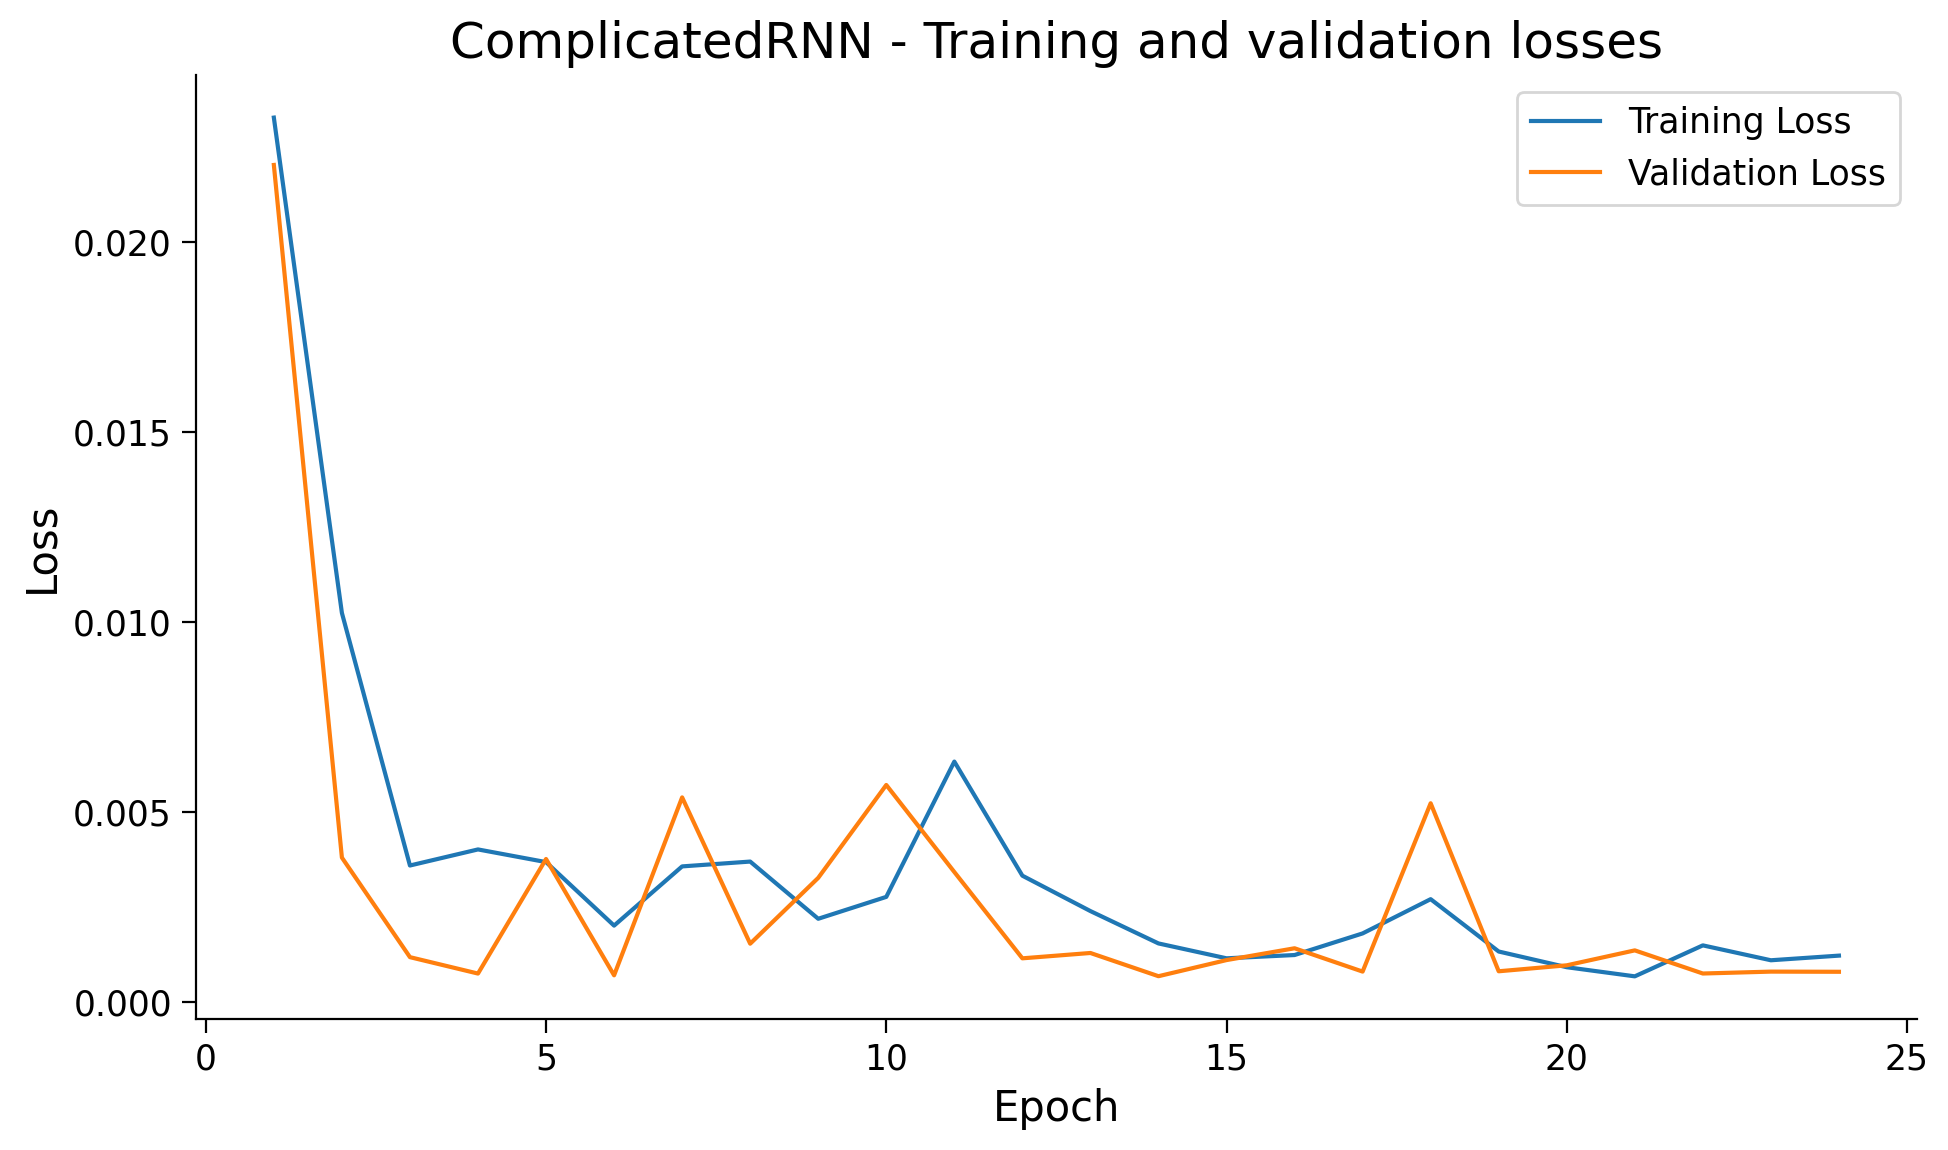 ComplicatedRNN - Training and validation losses
Training Loss
Validation Loss
Loss
0.020
0.015
0.010
0.005
0.000
0 5 10 15 20 25
Epoch